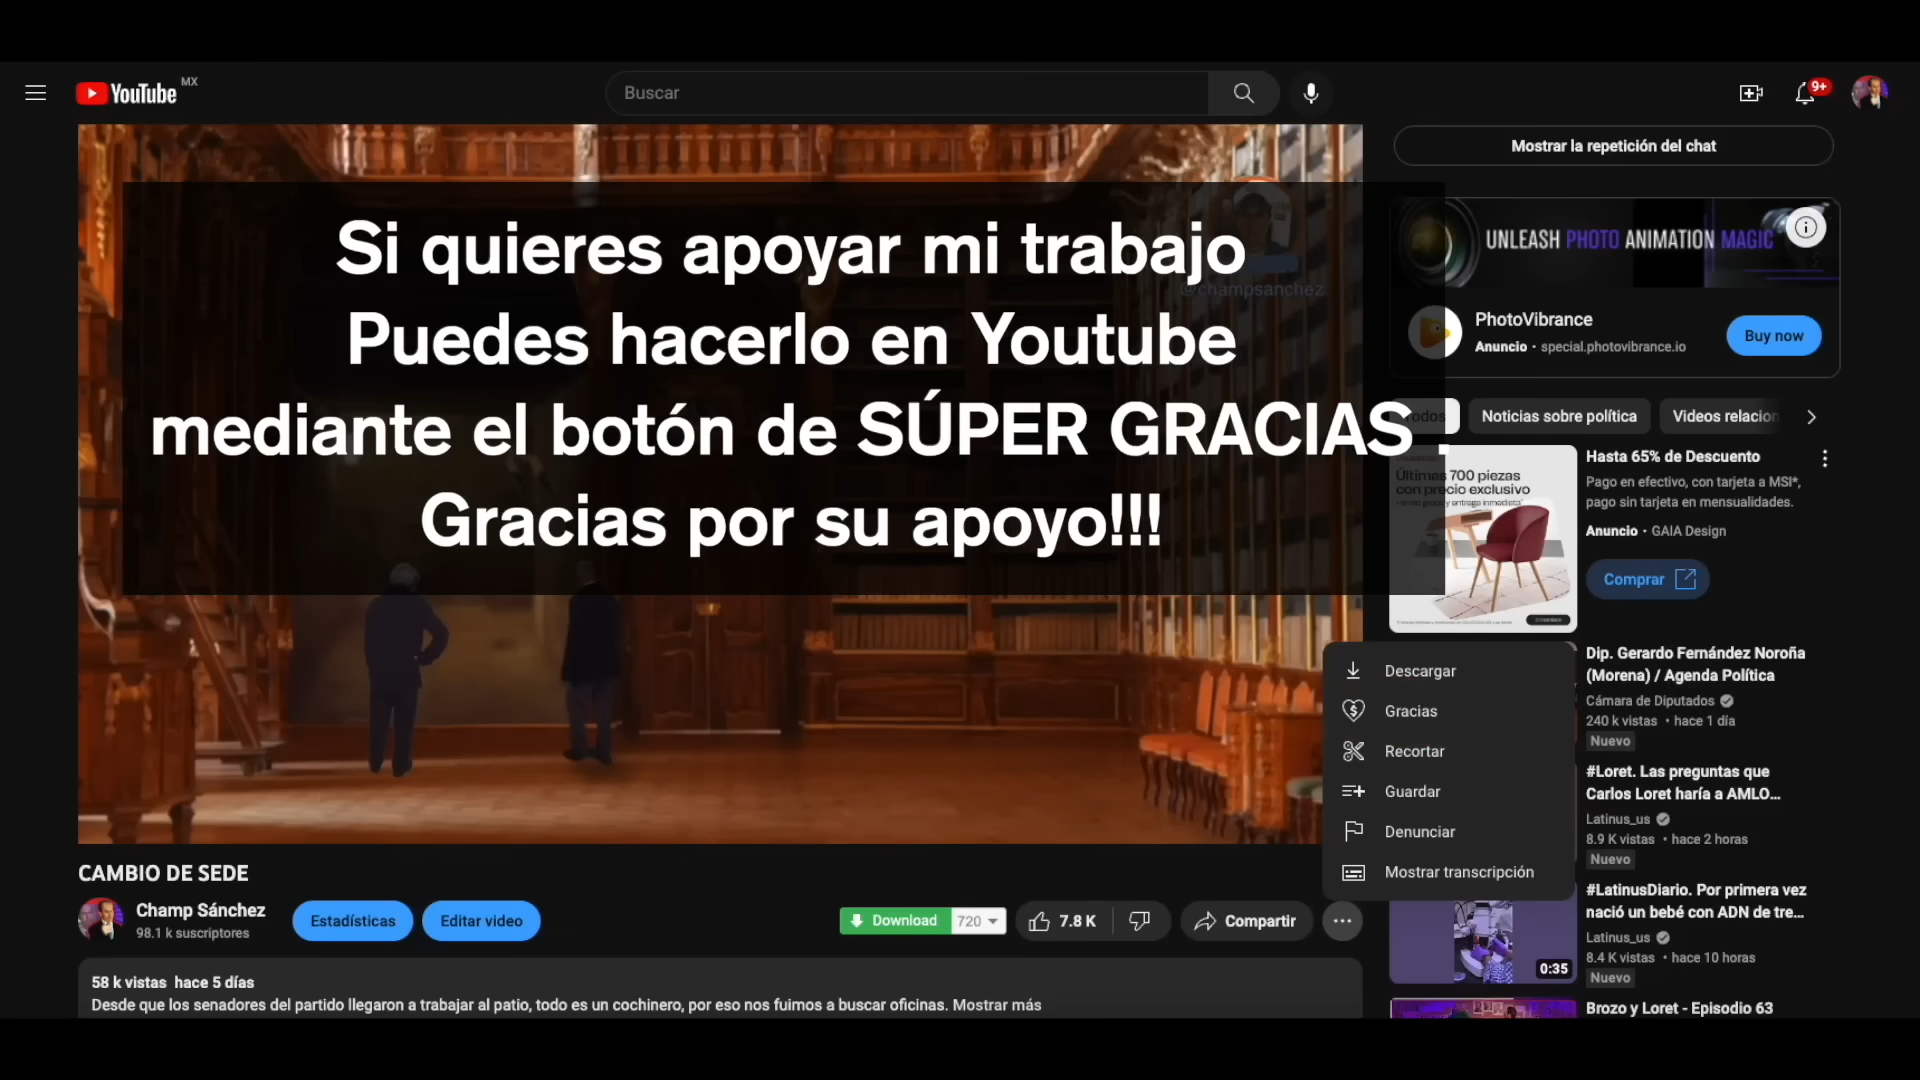 YouTube MX
Buscar
9+
Mostrar la repetición del chat
Si quieres apoyar mi trabajo
Puedes hacerlo en Youtube
mediante el botón de SÚPER GRACIAS .
Gracias por su apoyo!!!
@champsanchez
UNLEASH PHOTO ANIMATION MAGIC
PhotoVibrance
Anuncio · special.photovibrance.io
Buy now
Todos
Noticias sobre política
Videos relacion
Últimas 700 piezas
con precio exclusivo
Hasta 65% de Descuento
Pago en efectivo, con tarjeta a MSI*,
pago sin tarjeta en mensualidades.
Anuncio · GAIA Design
Comprar
Descargar
Gracias
Recortar
Guardar
Denunciar
Mostrar transcripción
Dip. Gerardo Fernández Noroña
(Morena) / Agenda Política
Cámara de Diputados
240 k vistas · hace 1 día
Nuevo
#Loret. Las preguntas que
Carlos Loret haría a AMLO...
Latinus_us
8.9 K vistas · hace 2 horas
Nuevo
#LatinusDiario. Por primera vez
nació un bebé con ADN de tre...
Latinus_us
8.4 K vistas · hace 10 horas
Nuevo
0:35
Brozo y Loret - Episodio 63
CAMBIO DE SEDE
Champ Sánchez
98.1 k suscriptores
Estadísticas
Editar video
Download 720
7.8 K
Compartir
58 k vistas hace 5 días
Desde que los senadores del partido llegaron a trabajar al patio, todo es un cochinero, por eso nos fuimos a buscar oficinas. Mostrar más